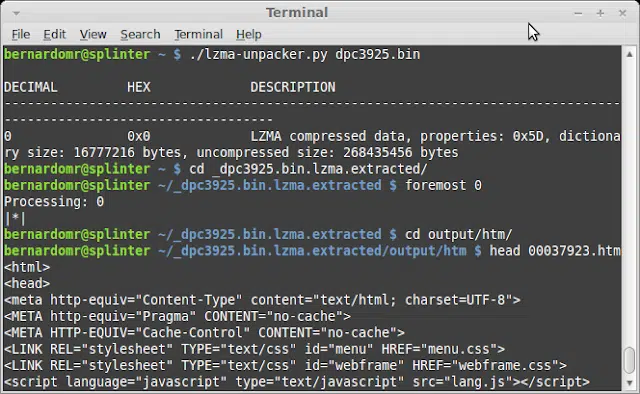 Terminal
File Edit View Search Terminal Help
bernardomr@splinter ~ $ ./lzma-unpacker.py dpc3925.bin
DECIMAL HEX DESCRIPTION
--------------------------------------------------------------------------------
-----------------------------------
0 0x0 LZMA compressed data, properties: 0x5D, dictiona
ry size: 16777216 bytes, uncompressed size: 268435456 bytes
bernardomr@splinter ~ $ cd _dpc3925.bin.lzma.extracted/
bernardomr@splinter ~/_dpc3925.bin.lzma.extracted $ foremost 0
Processing: 0
|*|
bernardomr@splinter ~/_dpc3925.bin.lzma.extracted $ cd output/htm/
bernardomr@splinter ~/_dpc3925.bin.lzma.extracted/output/htm $ head 00037923.htm
<html>
<head>
<meta http-equiv="Content-Type" content="text/html; charset=UTF-8">
<META http-equiv="Pragma" CONTENT="no-cache">
<META HTTP-EQUIV="Cache-Control" CONTENT="no-cache">
<LINK REL="stylesheet" TYPE="text/css" id="menu" HREF="menu.css">
<LINK REL="stylesheet" TYPE="text/css" id="webframe" HREF="webframe.css">
<script language="javascript" type="text/javascript" src="lang.js"></script>